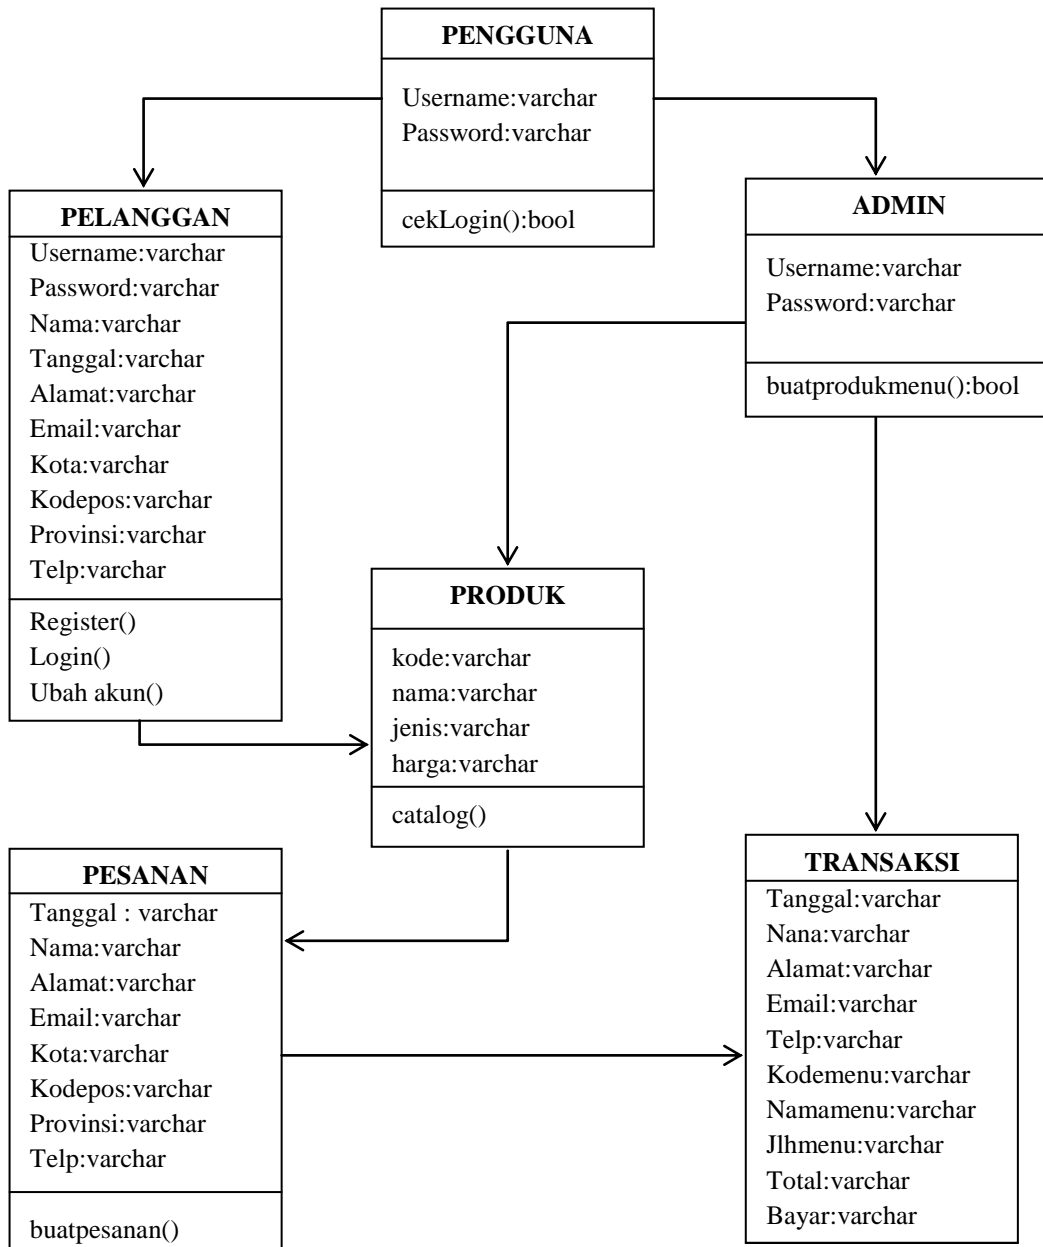 PENGGUNA
Username:varchar
Password:varchar
cekLogin():bool
PELANGGAN
Username:varchar
Password:varchar
Nama:varchar
Tanggal:varchar
Alamat:varchar
Email:varchar
Kota:varchar
Kodepos:varchar
Provinsi:varchar
Telp:varchar
Register()
Login()
Ubah akun()
ADMIN
Username:varchar
Password:varchar
buatprodukmenu():bool
PRODUK
kode:varchar
nama:varchar
jenis:varchar
harga:varchar
catalog()
PESANAN
Tanggal : varchar
Nama:varchar
Alamat:varchar
Email:varchar
Kota:varchar
Kodepos:varchar
Provinsi:varchar
Telp:varchar
buatpesanan()
TRANSAKSI
Tanggal:varchar
Nana:varchar
Alamat:varchar
Email:varchar
Telp:varchar
Kodemenu:varchar
Namamenu:varchar
Jlhmenu:varchar
Total:varchar
Bayar:varchar